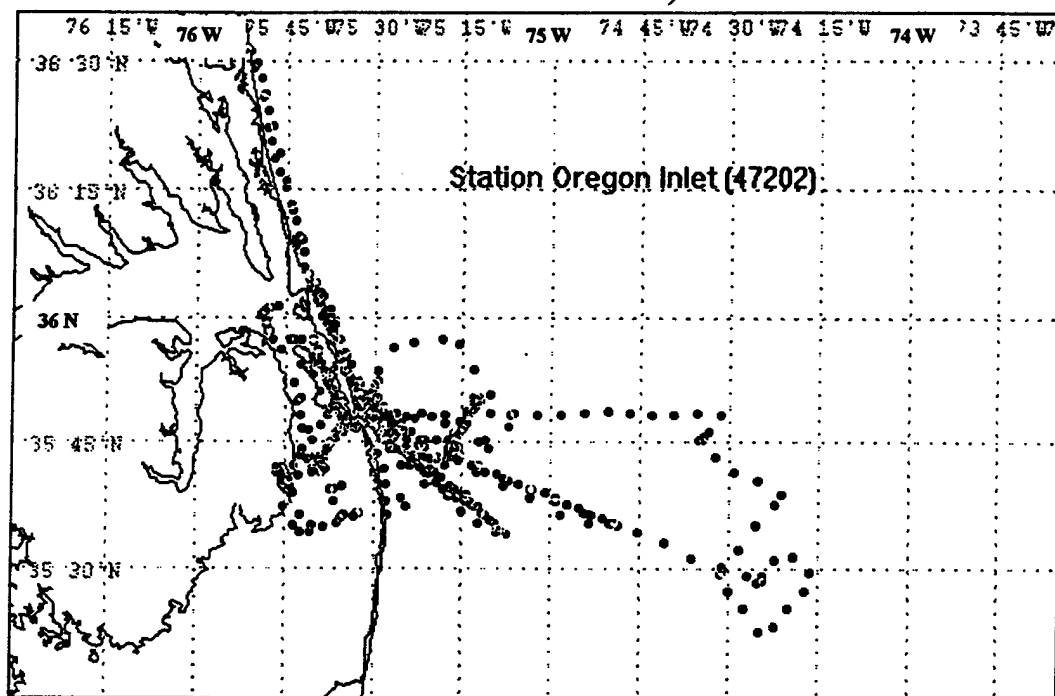 76 15'W 76 W 45'W 75 30'W 75 15'W 75 W 74 45'W 74 30'W 74 15'W 74 W 73 45'W
36 30'N
Station Oregon Inlet (47202)
36 15'N
36 N
35 45'N
35 30'N